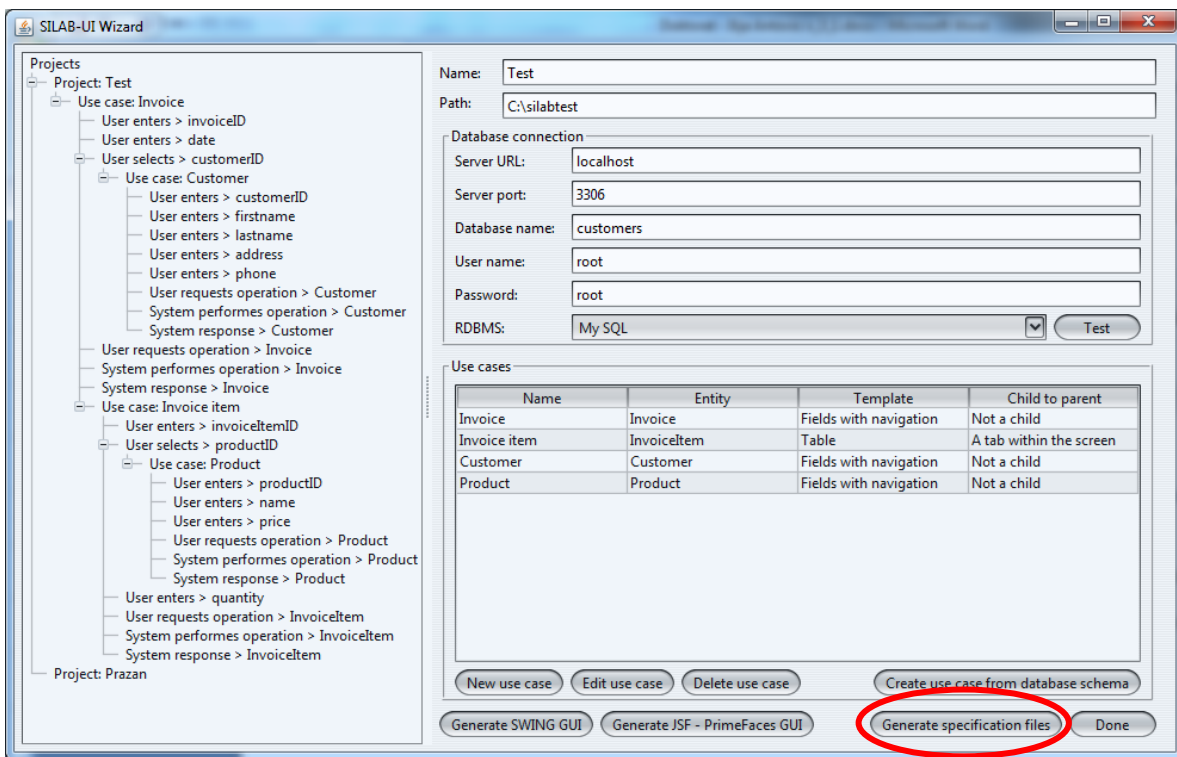 SILAB-UI Wizard
Projects
Project: Test
Use case: Invoice
User enters > invoiceID
User enters > date
User selects > customerID
Use case: Customer
User enters > customerID
User enters > firstname
User enters > lastname
User enters > address
User enters > phone
User requests operation > Customer
System performes operation > Customer
System response > Customer
User requests operation > Invoice
System performes operation > Invoice
System response > Invoice
Use case: Invoice item
User enters > invoiceItemID
User selects > productID
Use case: Product
User enters > productID
User enters > name
User enters > price
User requests operation > Product
System performes operation > Product
System response > Product
User enters > quantity
User requests operation > InvoiceItem
System performes operation > InvoiceItem
System response > InvoiceItem
Project: Prazan
Name: Test
Path: C:\silabtest
Database connection
Server URL: localhost
Server port: 3306
Database name: customers
User name: root
Password: root
RDBMS: My SQL Test
Use cases
Name Entity Template Child to parent
Invoice Invoice Fields with navigation Not a child
Invoice item InvoiceItem Table A tab within the screen
Customer Customer Fields with navigation Not a child
Product Product Fields with navigation Not a child
New use case Edit use case Delete use case Create use case from database schema
Generate SWING GUI Generate JSF - PrimeFaces GUI Generate specification files Done